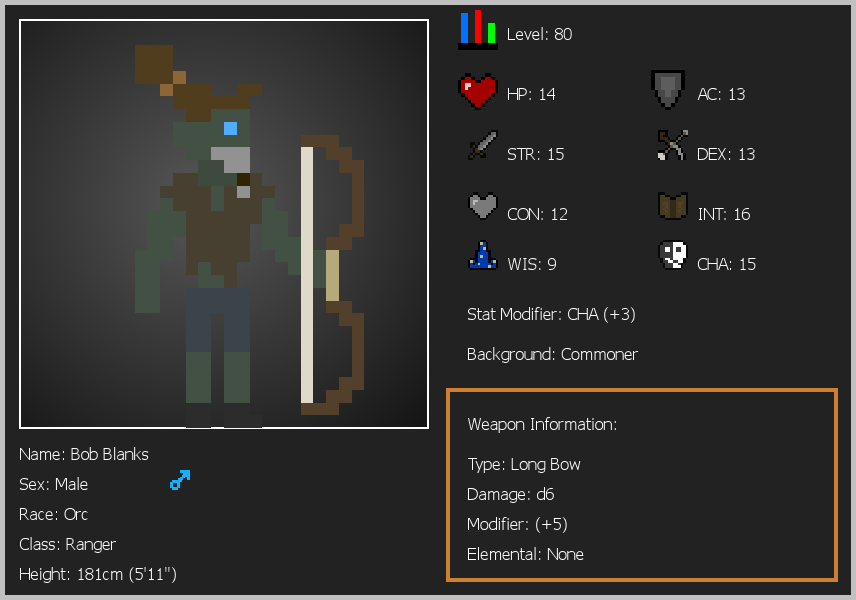 Level: 80
HP: 14
AC: 13
STR: 15
DEX: 13
CON: 12
INT: 16
WIS: 9
CHA: 15
Stat Modifier: CHA (+3)
Background: Commoner
Weapon Information:
Type: Long Bow
Damage: d6
Modifier: (+5)
Elemental: None
Name: Bob Blanks
Sex: Male
Race: Orc
Class: Ranger
Height: 181cm (5'11")